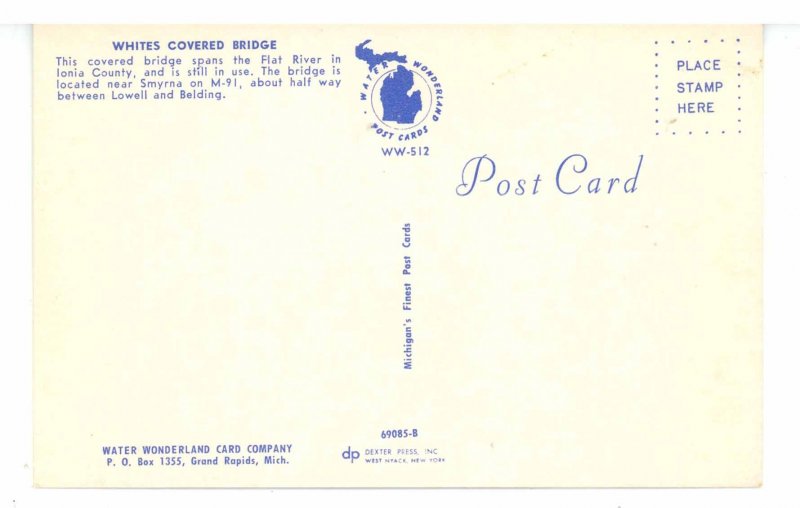 WHITES COVERED BRIDGE
This covered bridge spans the Flat River in
Ionia County, and is still in use. The bridge is
located near Smyrna on M-91, about half way
between Lowell and Belding.
WATER WONDERLAND
POST CARDS
WW-512
PLACE
STAMP
HERE
Post Card
Michigan's Finest Post Cards
WATER WONDERLAND CARD COMPANY
P. O. Box 1355, Grand Rapids, Mich.
69085-B
dp DEXTER PRESS, INC
WEST NYACK, NEW YORK